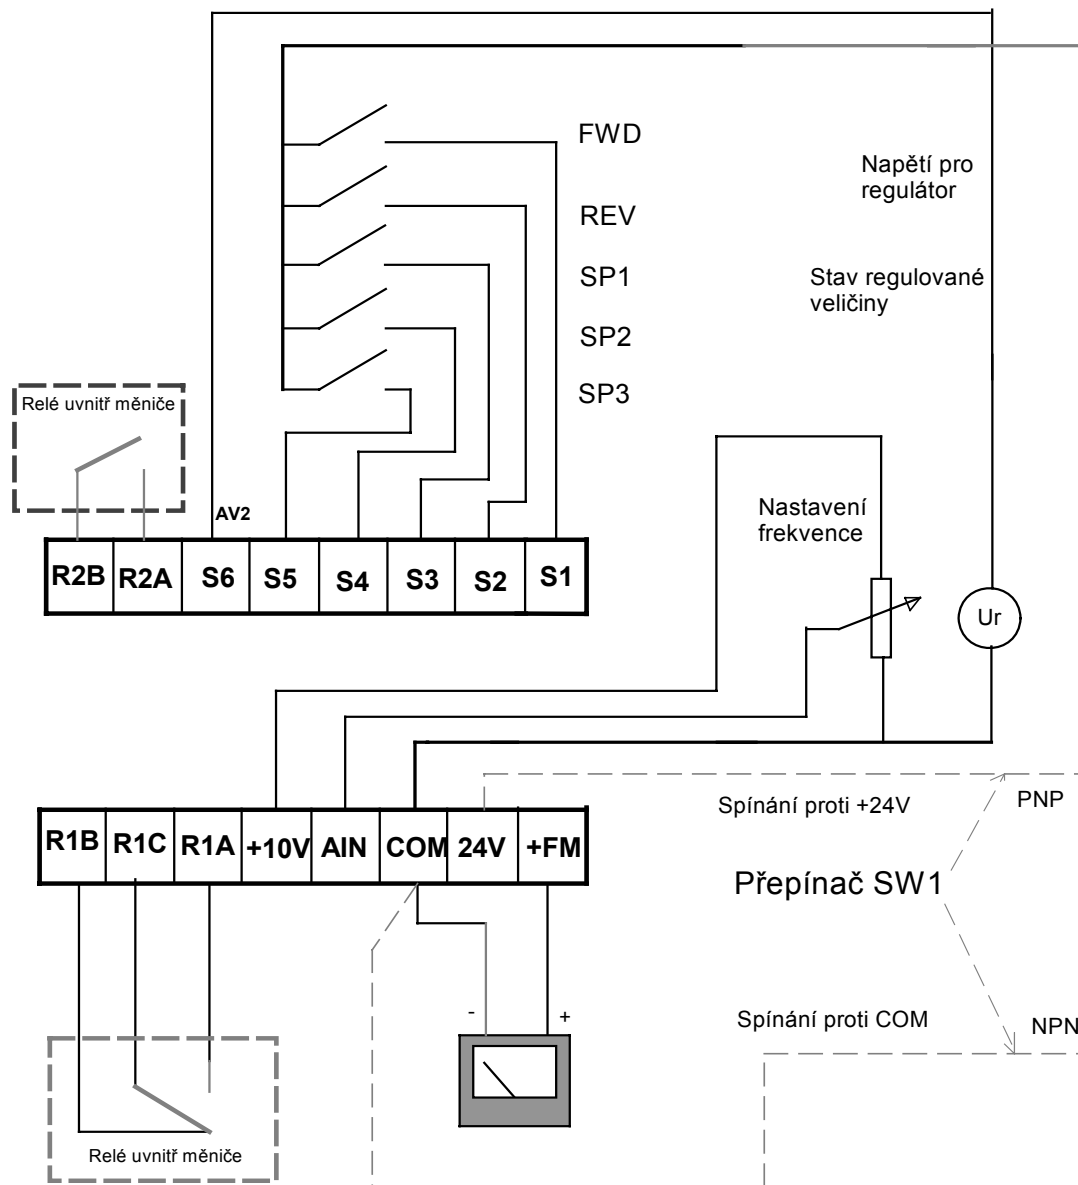 FWD
Napětí pro
regulátor
REV
SP1
Stav regulované
veličiny
SP2
SP3
Relé uvnitř měniče
AV2
Nastavení
frekvence
R2B R2A S6 S5 S4 S3 S2 S1
Ur
Spínání proti +24V
PNP
R1B R1C R1A +10V AIN COM 24V +FM
Přepínač SW1
- +
Spínání proti COM
NPN
Relé uvnitř měniče